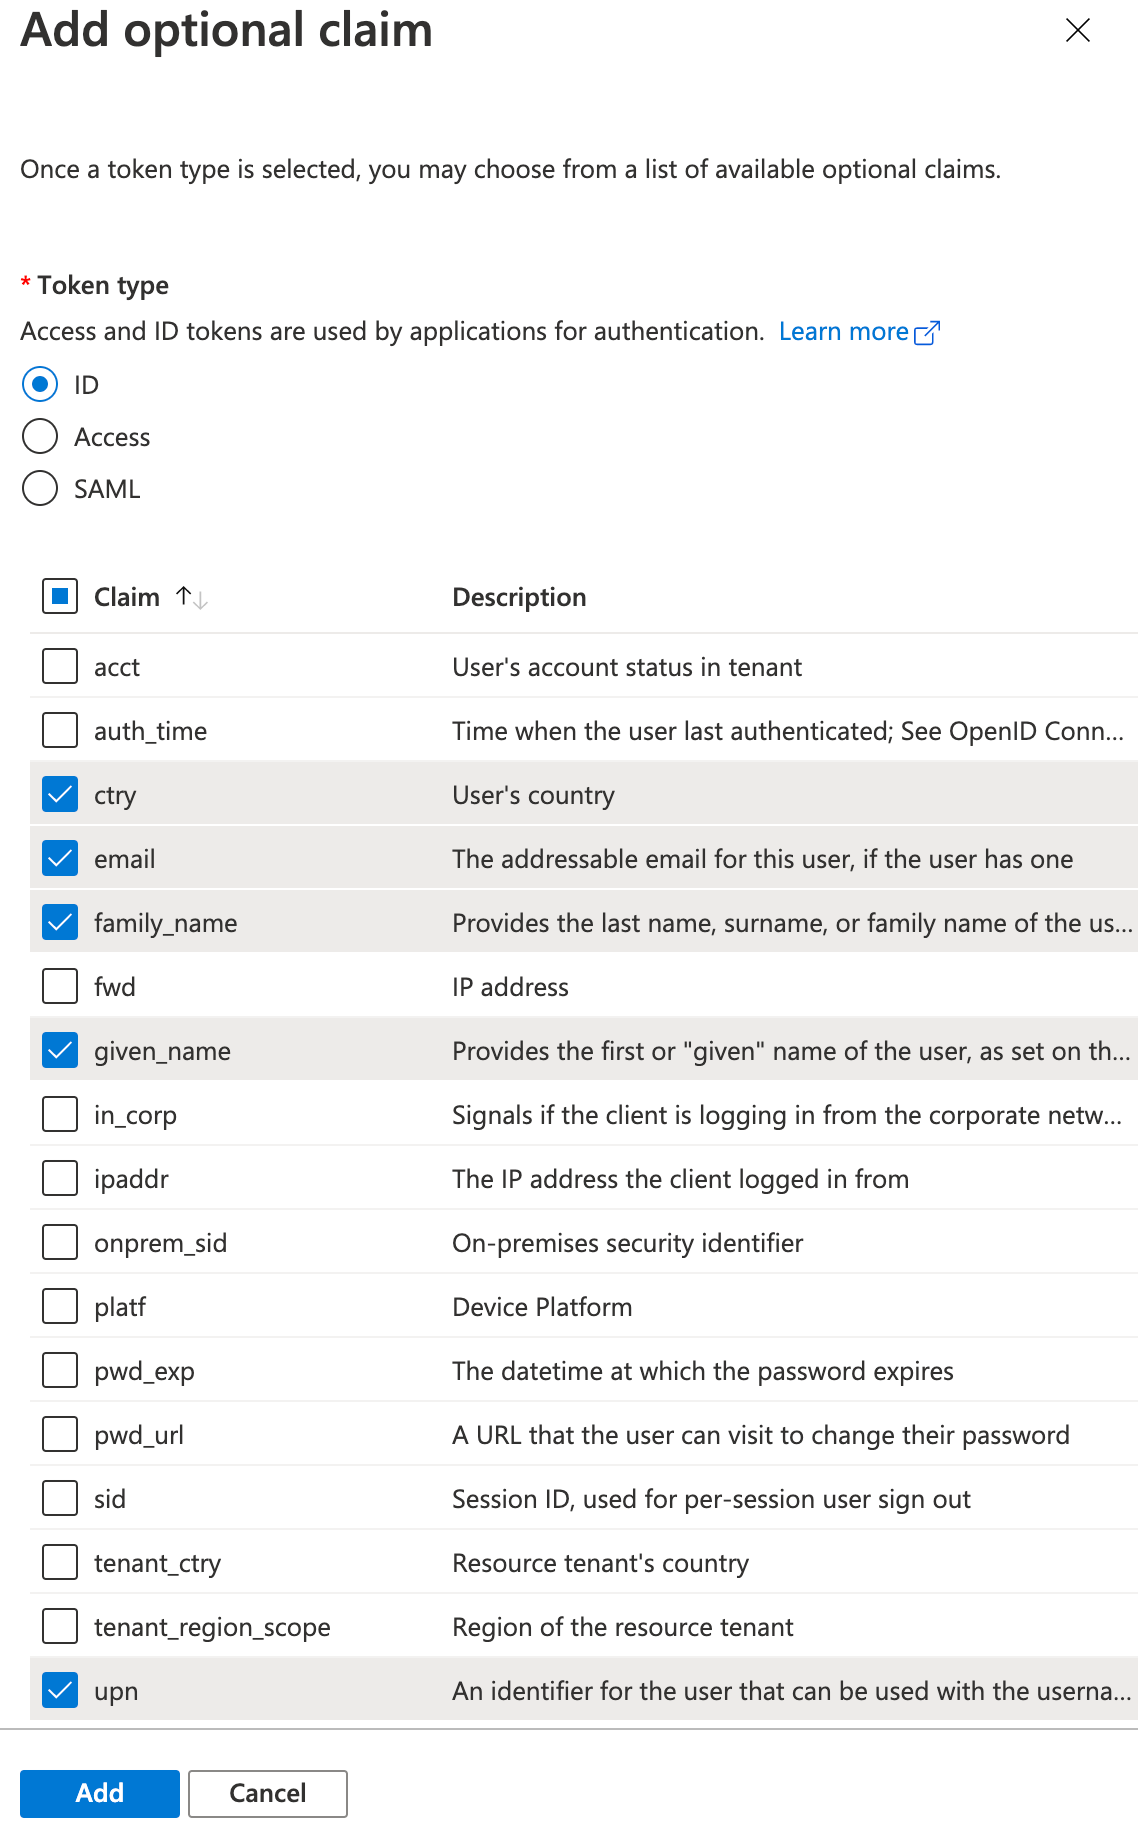 Add optional claim
Once a token type is selected, you may choose from a list of available optional claims.
* Token type
Access and ID tokens are used by applications for authentication. Learn more
ID
Access
SAML
Claim ↑↓ Description
acct User's account status in tenant
auth_time Time when the user last authenticated; See OpenID Conn...
ctry User's country
email The addressable email for this user, if the user has one
family_name Provides the last name, surname, or family name of the us...
fwd IP address
given_name Provides the first or "given" name of the user, as set on th...
in_corp Signals if the client is logging in from the corporate netw...
ipaddr The IP address the client logged in from
onprem_sid On-premises security identifier
platf Device Platform
pwd_exp The datetime at which the password expires
pwd_url A URL that the user can visit to change their password
sid Session ID, used for per-session user sign out
tenant_ctry Resource tenant's country
tenant_region_scope Region of the resource tenant
upn An identifier for the user that can be used with the userna...
Add Cancel